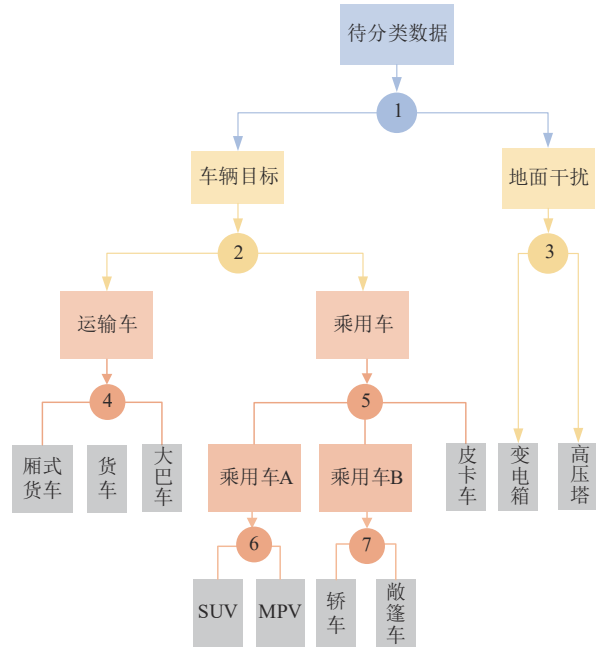 待分类数据
1
车辆目标
地面干扰
2
3
运输车
乘用车
4
5
厢式
货车
货
车
大
巴
车
乘用车A
乘用车B
皮
卡
车
变
电
箱
高
压
塔
6
7
SUV
MPV
轿
车
敞
篷
车